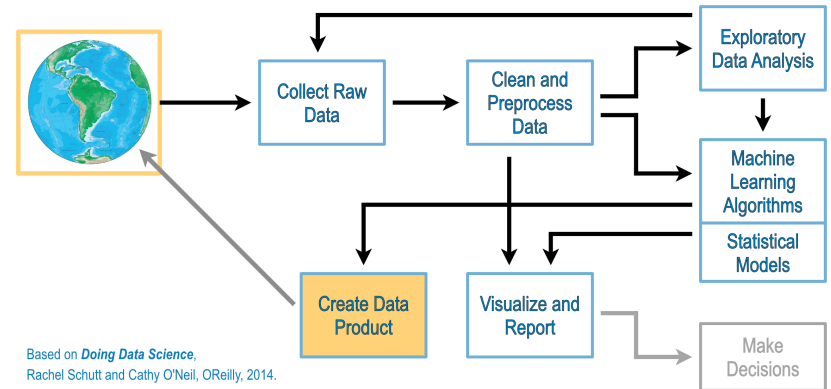 Exploratory
Data Analysis
Collect Raw
Data
Clean and
Preprocess
Data
Machine
Learning
Algorithms
Statistical
Models
Create Data
Product
Visualize and
Report
Make
Decisions
Based on Doing Data Science,
Rachel Schutt and Cathy O'Neil, OReilly, 2014.